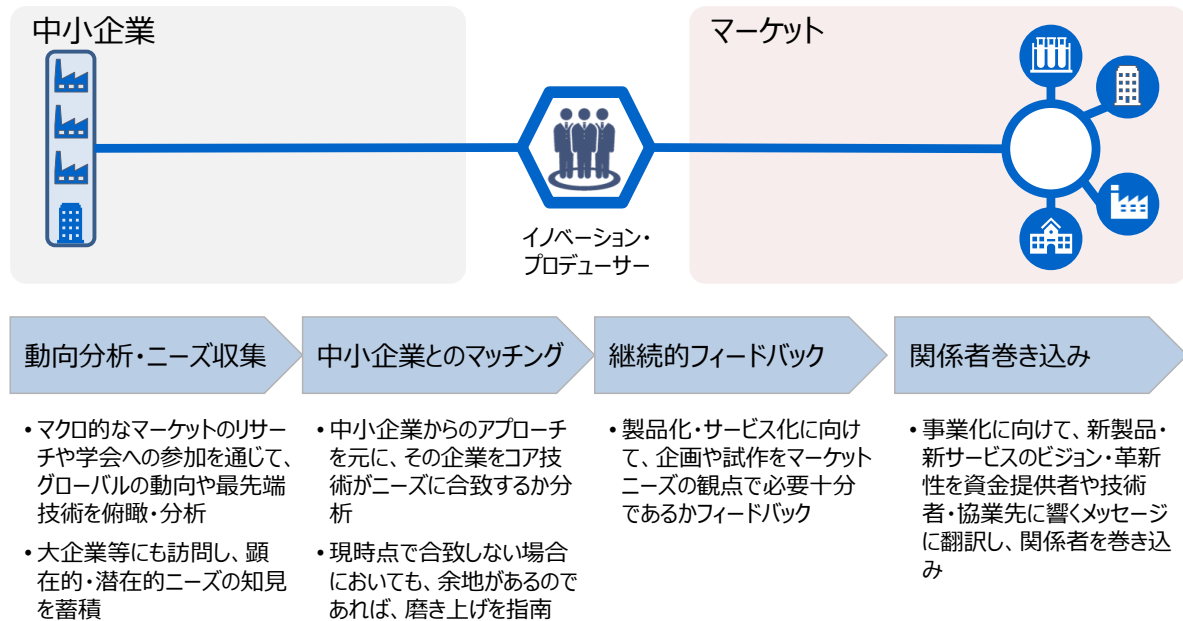 中小企業
マーケット
イノベーション・
プロデューサー
動向分析・ニーズ収集
中小企業とのマッチング
継続的フィードバック
関係者巻き込み
• マクロ的なマーケットのリサー
チや学会への参加を通じて、
グローバルの動向や最先端
技術を俯瞰・分析
• 大企業等にも訪問し、顕
在的・潜在的ニーズの知見
を蓄積
• 中小企業からのアプローチ
を元に、その企業をコア技
術がニーズに合致するか分
析
• 現時点で合致しない場合
においても、余地があるので
あれば、磨き上げを指南
• 製品化・サービス化に向け
て、企画や試作をマーケット
ニーズの観点で必要十分
であるかフィードバック
• 事業化に向けて、新製品・
新サービスのビジョン・革新
性を資金提供者や技術
者・協業先に響くメッセージ
に翻訳し、関係者を巻き込
み